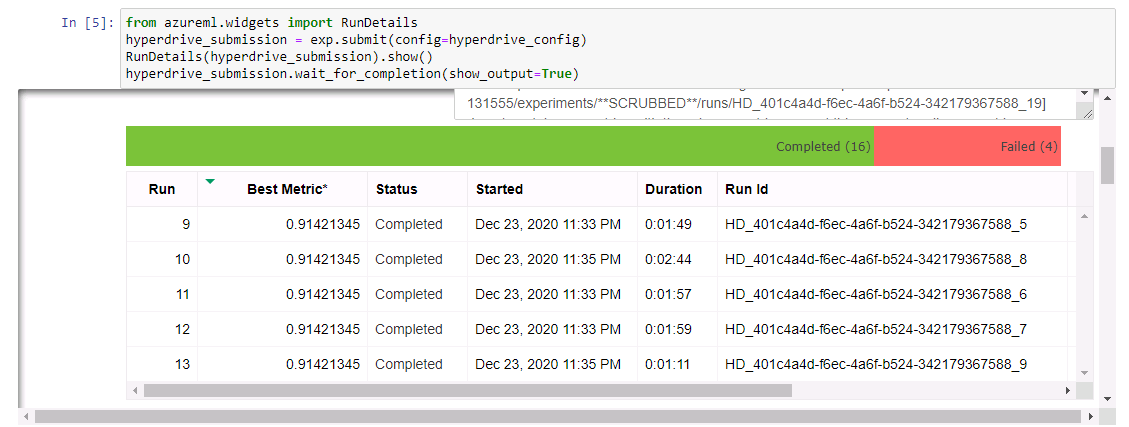 In [5]:
from azureml.widgets import RunDetails
hyperdrive_submission = exp.submit(config=hyperdrive_config)
RunDetails(hyperdrive_submission).show()
hyperdrive_submission.wait_for_completion(show_output=True)
131555/experiments/**SCRUBBED**/runs/HD_401c4a4d-f6ec-4a6f-b524-342179367588_19]
Completed (16) Failed (4)
Run Best Metric* Status Started Duration Run Id
9 0.91421345 Completed Dec 23, 2020 11:33 PM 0:01:49 HD_401c4a4d-f6ec-4a6f-b524-342179367588_5
10 0.91421345 Completed Dec 23, 2020 11:35 PM 0:02:44 HD_401c4a4d-f6ec-4a6f-b524-342179367588_8
11 0.91421345 Completed Dec 23, 2020 11:33 PM 0:01:57 HD_401c4a4d-f6ec-4a6f-b524-342179367588_6
12 0.91421345 Completed Dec 23, 2020 11:33 PM 0:01:59 HD_401c4a4d-f6ec-4a6f-b524-342179367588_7
13 0.91421345 Completed Dec 23, 2020 11:35 PM 0:01:11 HD_401c4a4d-f6ec-4a6f-b524-342179367588_9